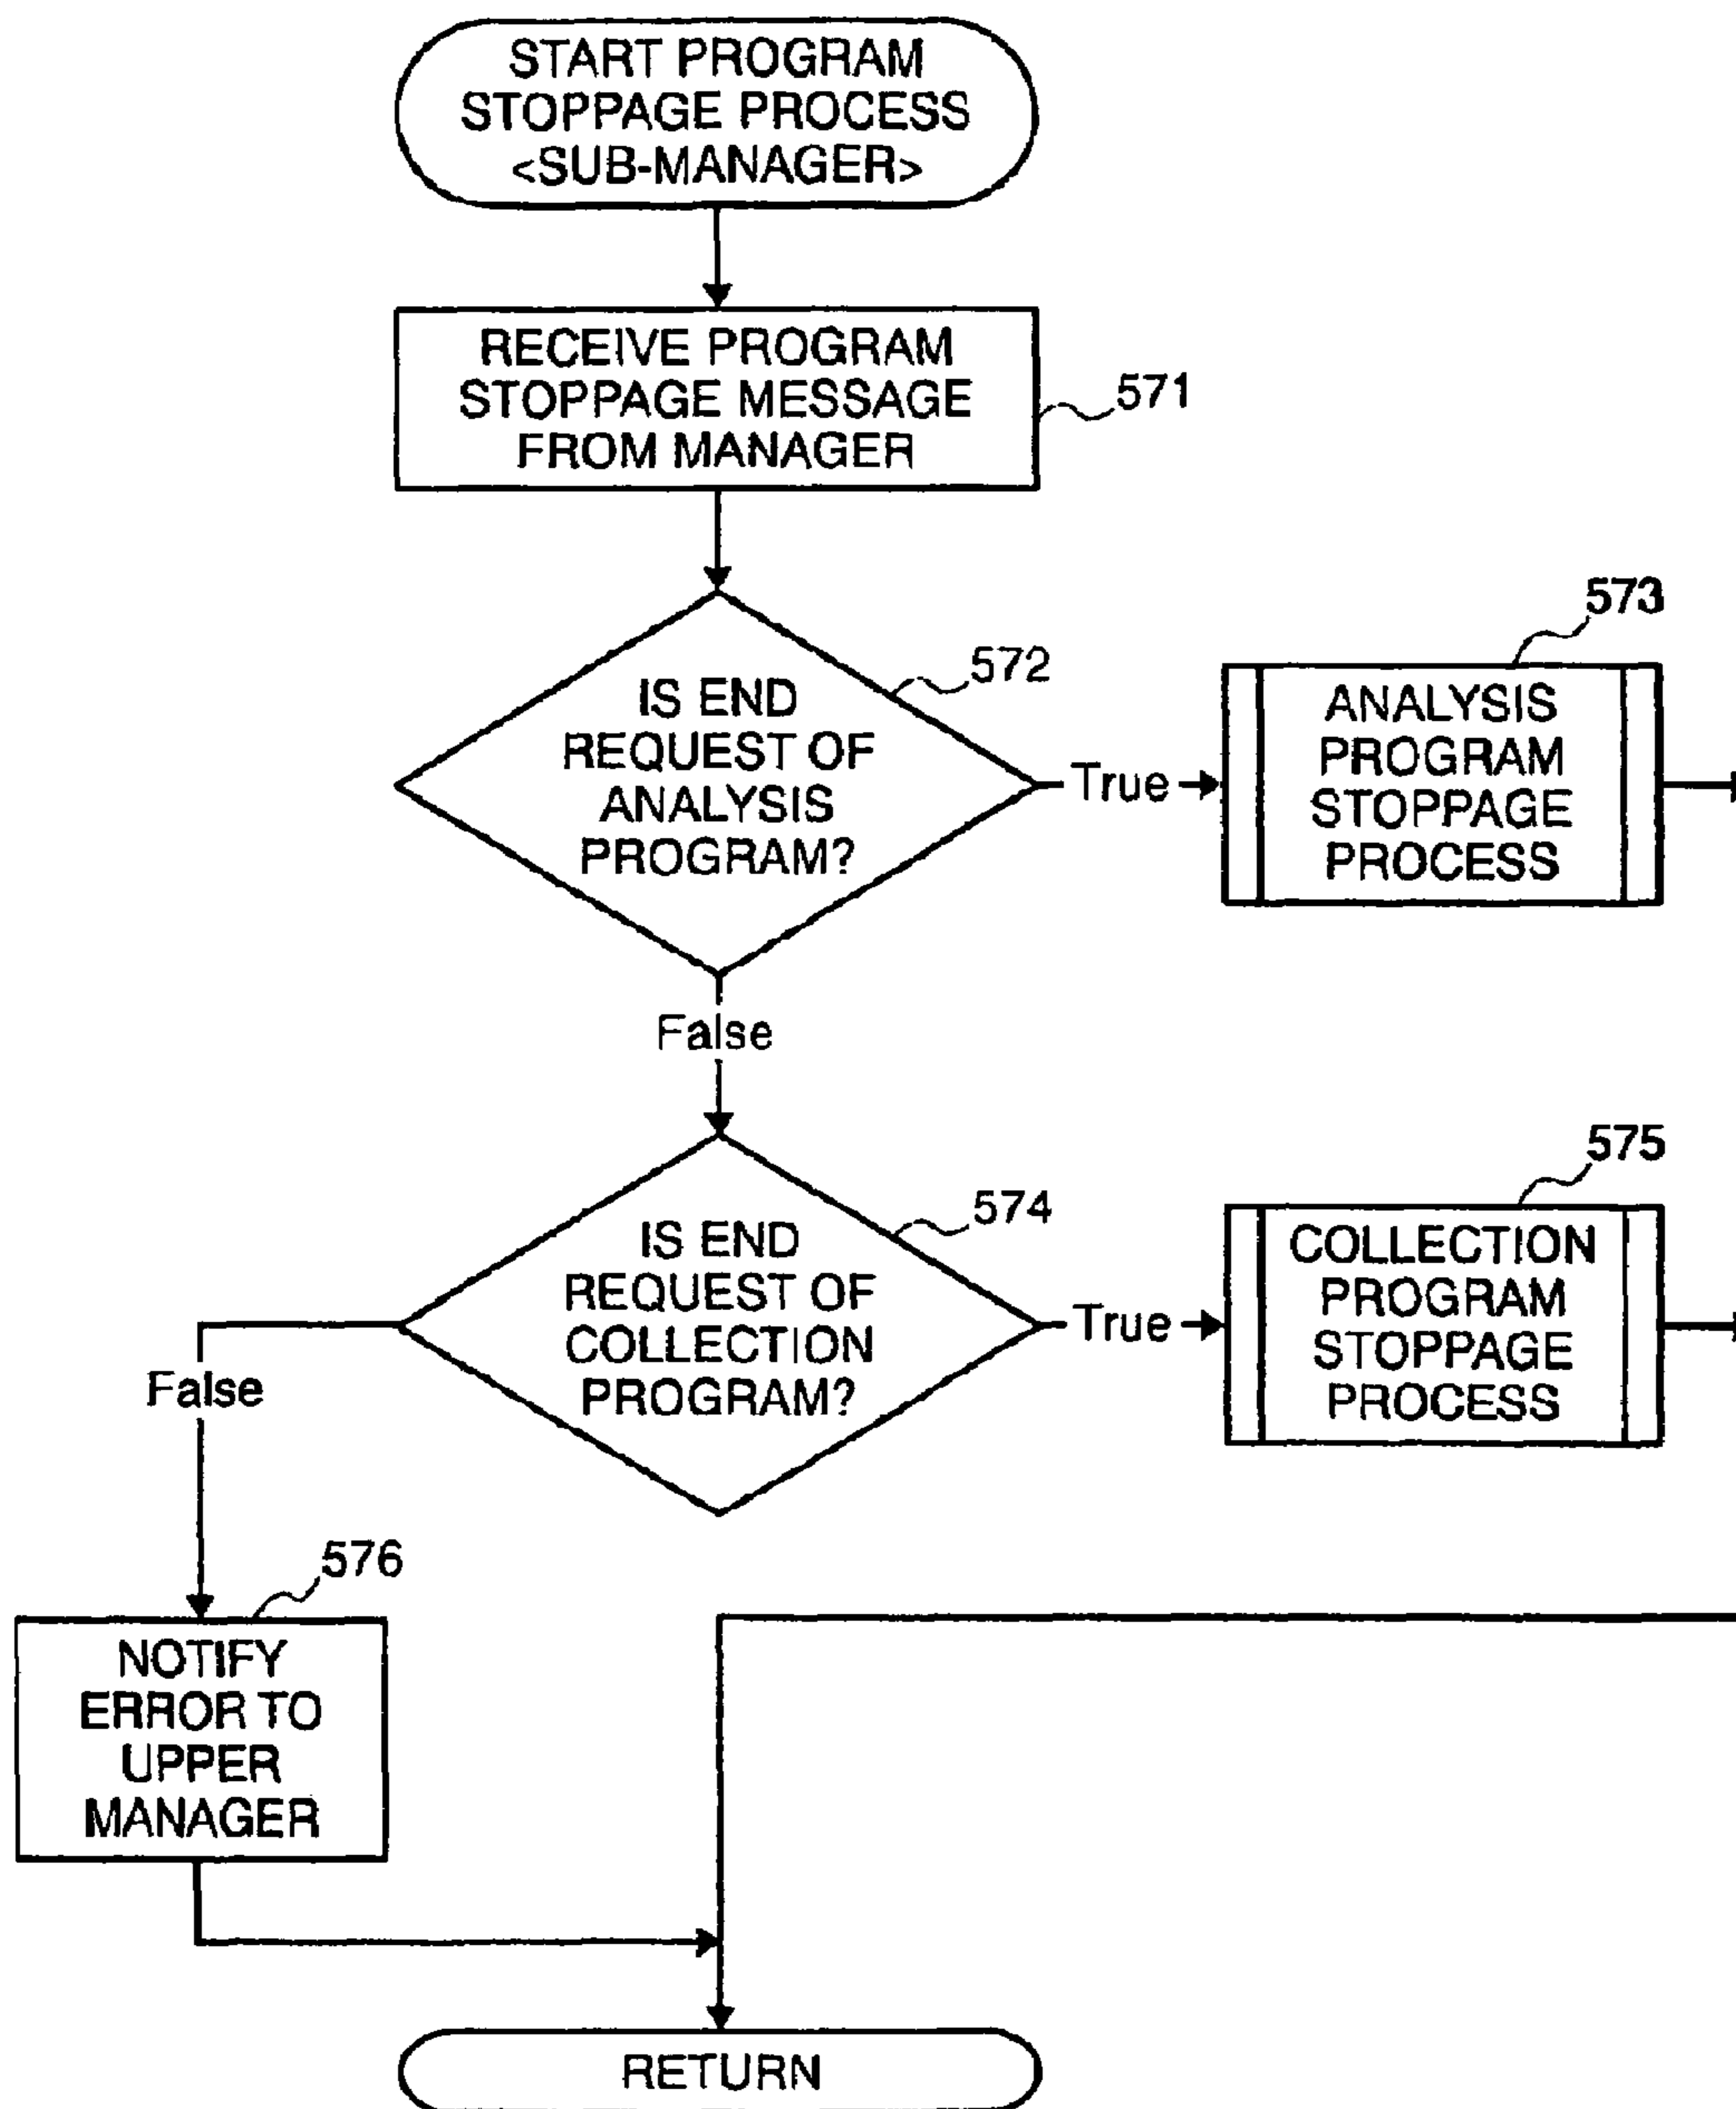 START PROGRAM
STOPPAGE PROCESS
<SUB-MANAGER>
RECEIVE PROGRAM
STOPPAGE MESSAGE
FROM MANAGER
571
572
IS END
REQUEST OF
ANALYSIS
PROGRAM?
True
573
ANALYSIS
PROGRAM
STOPPAGE
PROCESS
False
574
IS END
REQUEST OF
COLLECTION
PROGRAM?
True
575
COLLECTION
PROGRAM
STOPPAGE
PROCESS
False
576
NOTIFY
ERROR TO
UPPER
MANAGER
RETURN